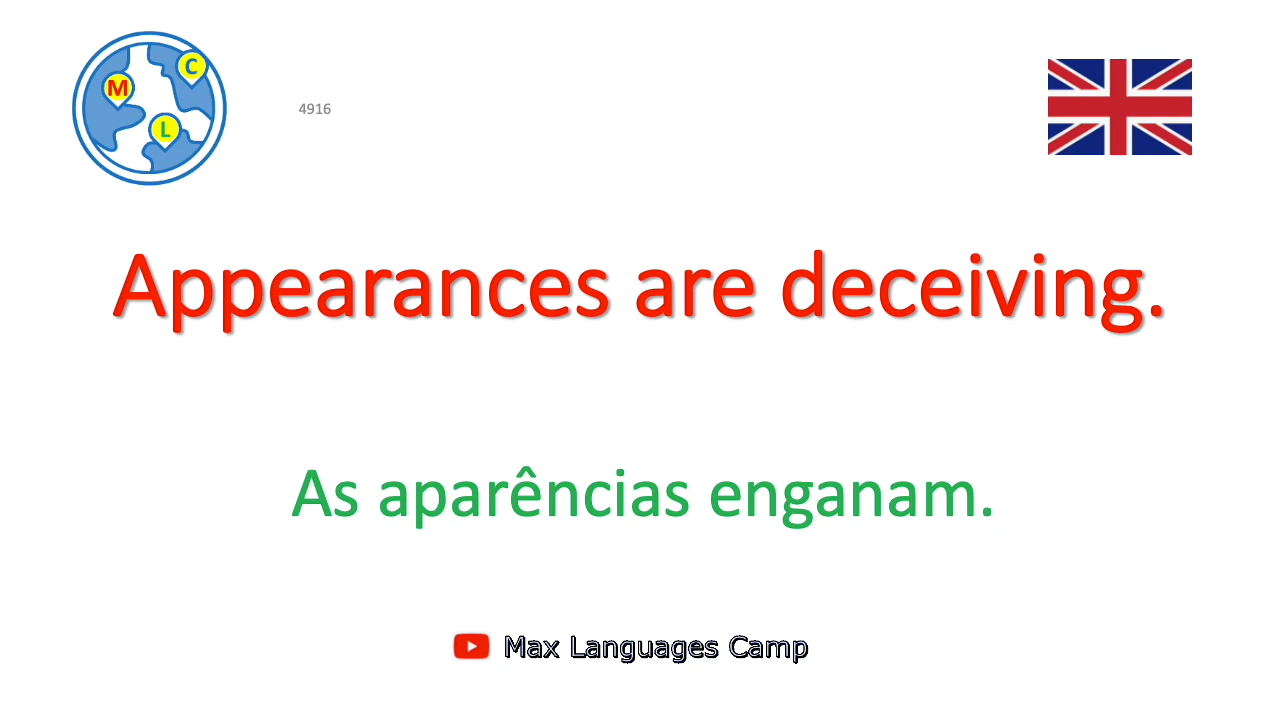 M
C
L
4916
Appearances are deceiving.
As aparências enganam.
Max Languages Camp